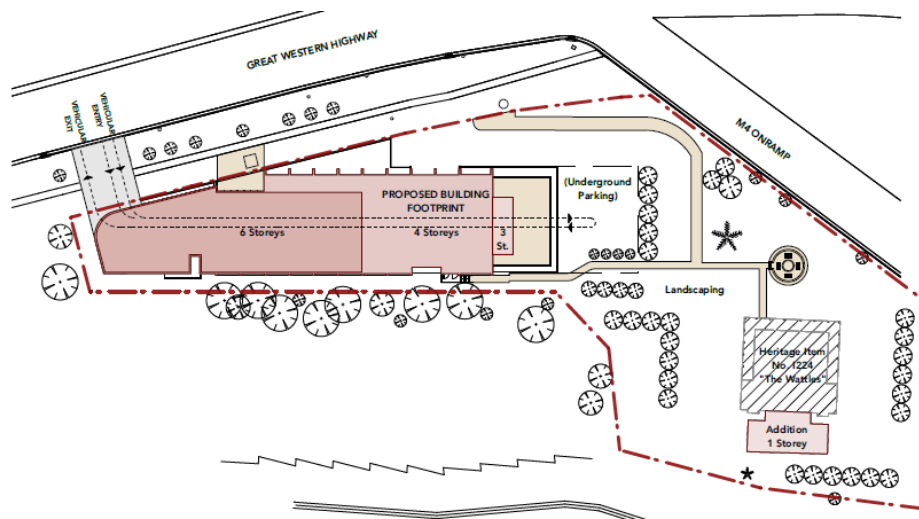 GREAT WESTERN HIGHWAY
VEHICULAR
EXIT
VEHICULAR
ENTRY
M4 ONRAMP
(Underground
Parking)
PROPOSED BUILDING
FOOTPRINT
6 Storeys
4 Storeys
3
St.
Landscaping
Heritage Item
No. I224
"The Wattles"
Addition
1 Storey